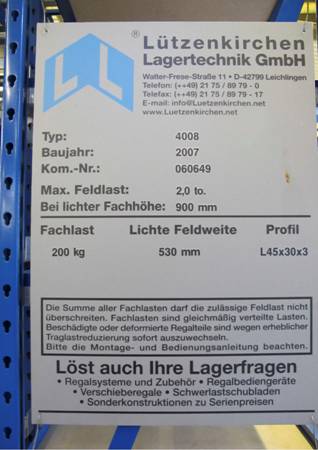 ®
Lützenkirchen
Lagertechnik GmbH
Walter-Frese-Straße 11 • D-42799 Leichlingen
Telefon: (++49) 21 75 / 89 79 - 0
Telefax: (++49) 21 75 / 89 79 - 17
E-mail: info@Luetzenkirchen.net
www.Luetzenkirchen.net
Typ: 4008
Baujahr: 2007
Kom.-Nr.: 060649
Max. Feldlast: 2,0 to.
Bei lichter Fachhöhe: 900 mm
Fachlast Lichte Feldweite Profil
200 kg 530 mm L45x30x3
Die Summe aller Fachlasten darf die zulässige Feldlast nicht
überschreiten. Fachlasten sind gleichmäßig verteilte Lasten.
Beschädigte oder deformierte Regalteile sind wegen erheblicher
Traglastreduzierung sofort auszuwechseln.
Bitte die Montage- und Bedienungsanleitung beachten.
Löst auch Ihre Lagerfragen
• Regalsysteme und Zubehör • Regalbediengeräte
• Verschieberegale • Schwerlastschubladen
• Sonderkonstruktionen zu Serienpreisen